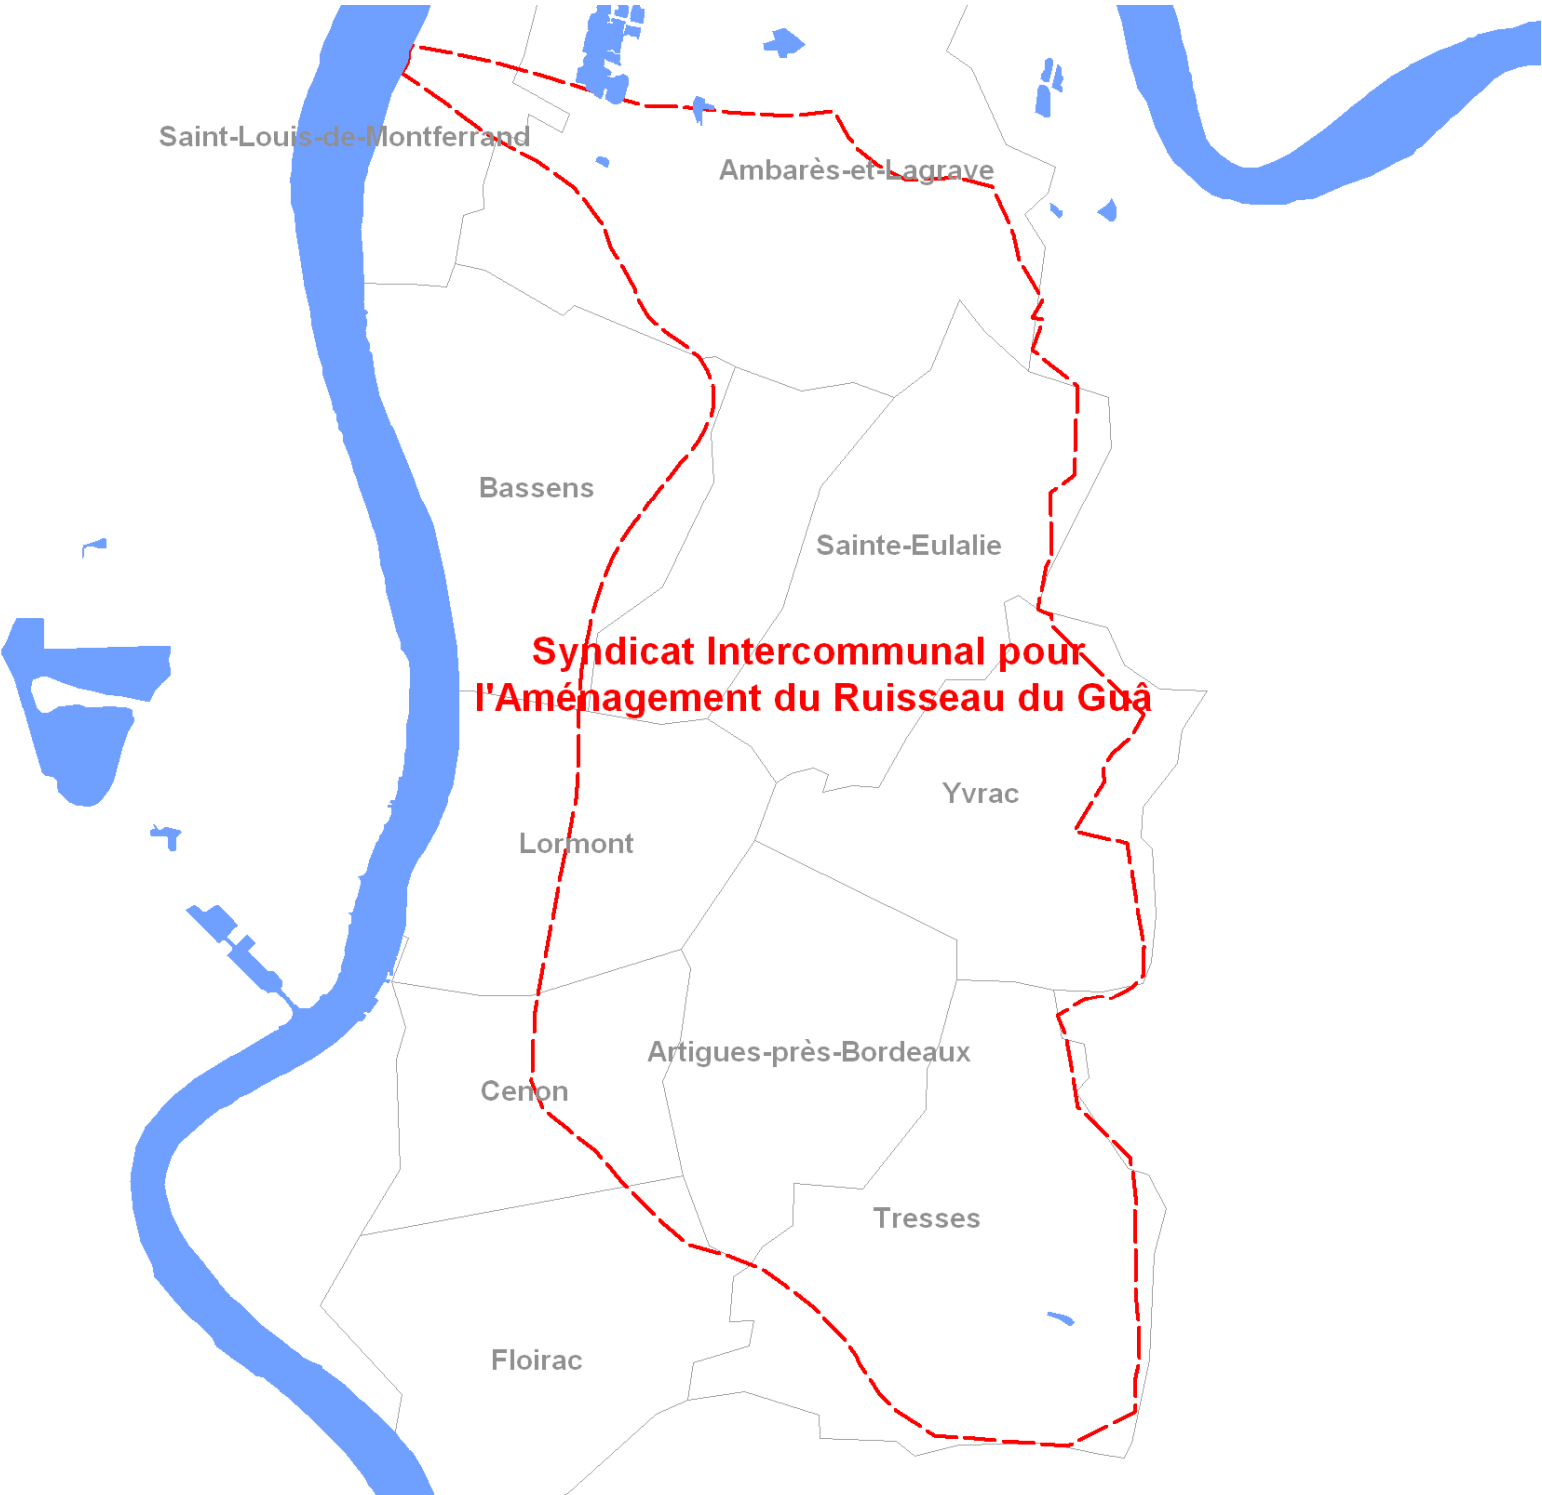 Saint-Louis-de-Montferrand
Ambarès-et-Lagrave
Bassens
Sainte-Eulalie
Syndicat Intercommunal pour
l'Aménagement du Ruisseau du Guâ
Yvrac
Lormont
Artigues-près-Bordeaux
Cenon
Tresses
Floirac